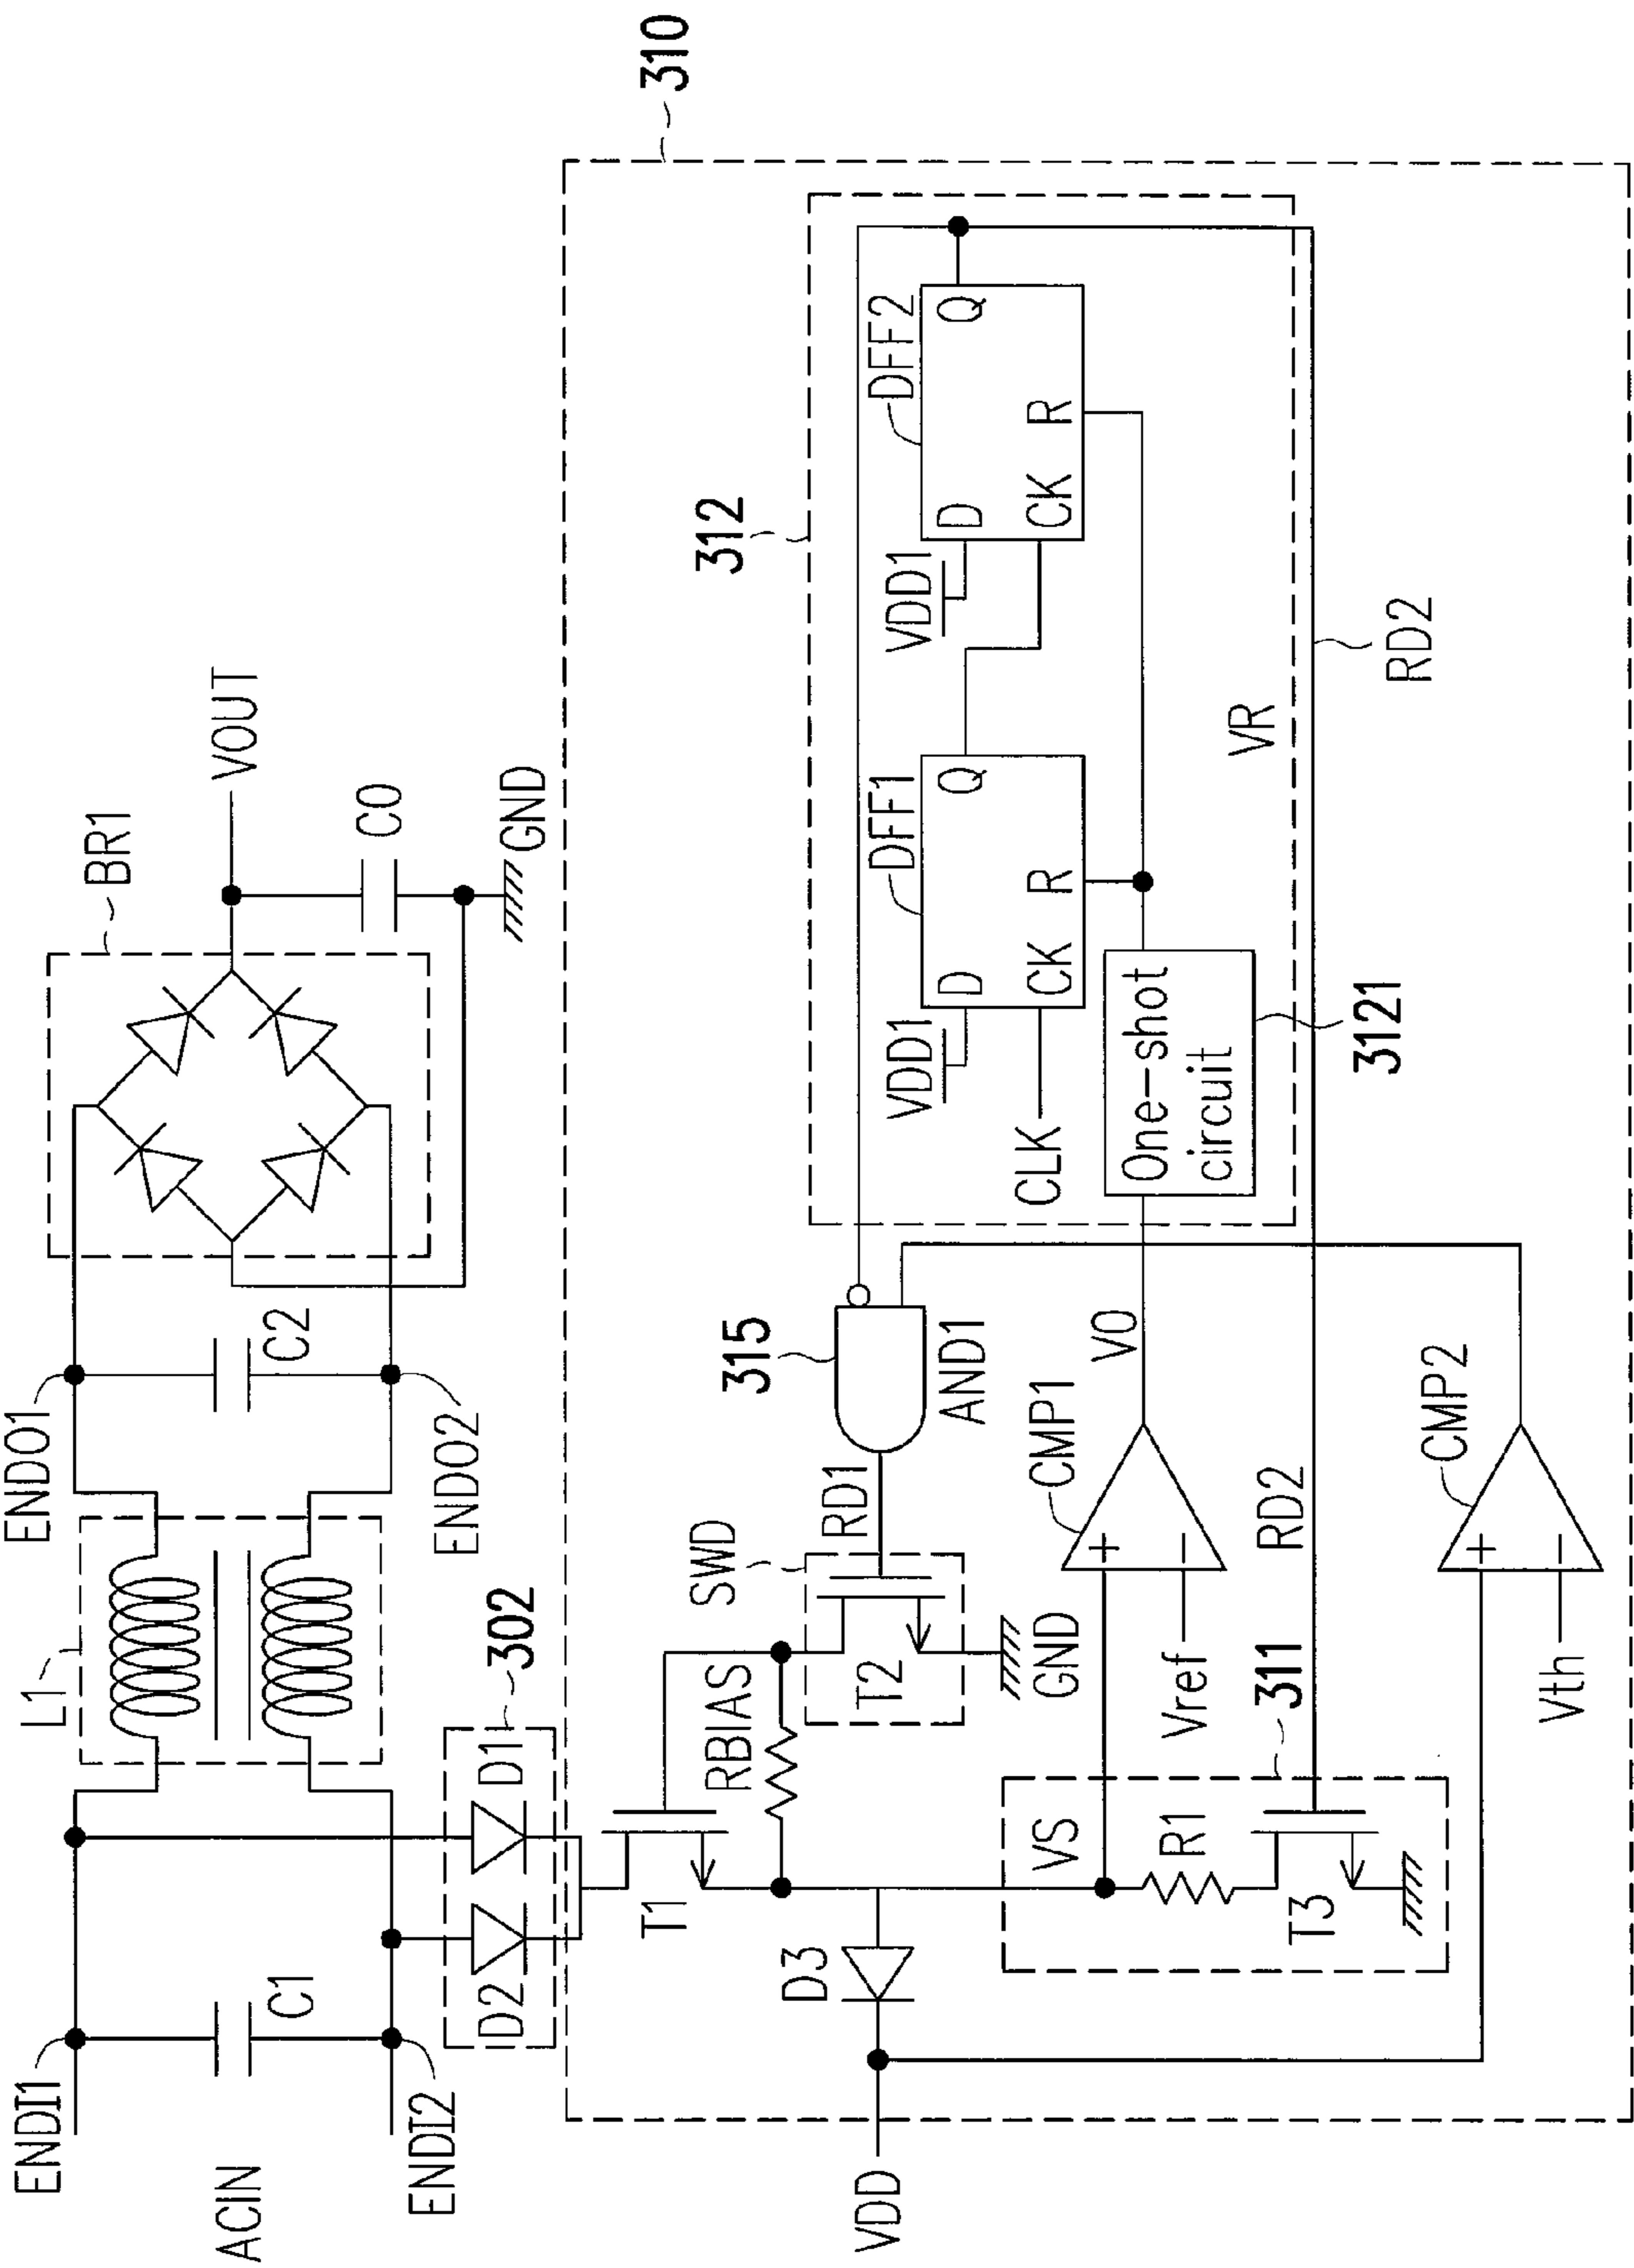 ENDI1
ACIN
ENDI2
C1
L1
ENDO1
C2
ENDO2
BR1
VOUT
CO
GND
302
D1
D2
310
T1
RBIAS
SWD
T2
GND
RD1
315
AND1
312
VDD1
D
Q
DFF1
CK
R
CLK
VDD1
D
Q
DFF2
CK
R
One-shot
circuit
3121
VR
RD2
VO
CMP1
+
−
Vref
RD2
311
VS
R1
T3
D3
VDD
CMP2
+
−
Vth